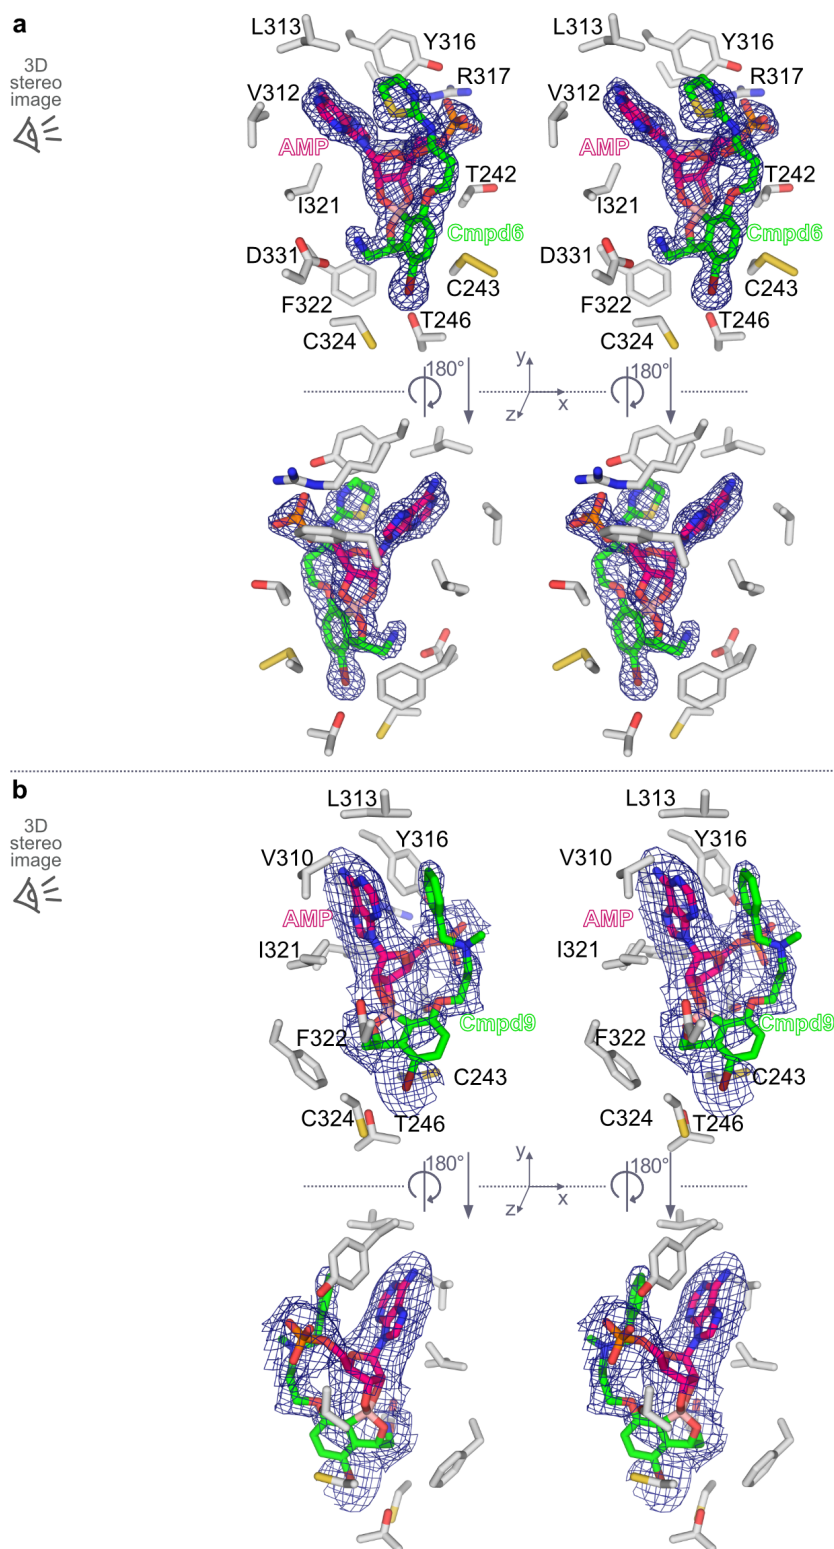 a
3D
stereo
image
L313
Y316
R317
V312
AMP
T242
I321
Cmpd6
D331
C243
F322
T246
C324
L313
Y316
R317
V312
AMP
T242
I321
Cmpd6
D331
C243
F322
T246
C324
180°
y
x
z
180°
b
3D
stereo
image
L313
Y316
V310
AMP
I321
Cmpd9
F322
C243
C324
T246
L313
Y316
V310
AMP
I321
Cmpd9
F322
C243
C324
T246
180°
y
x
z
180°